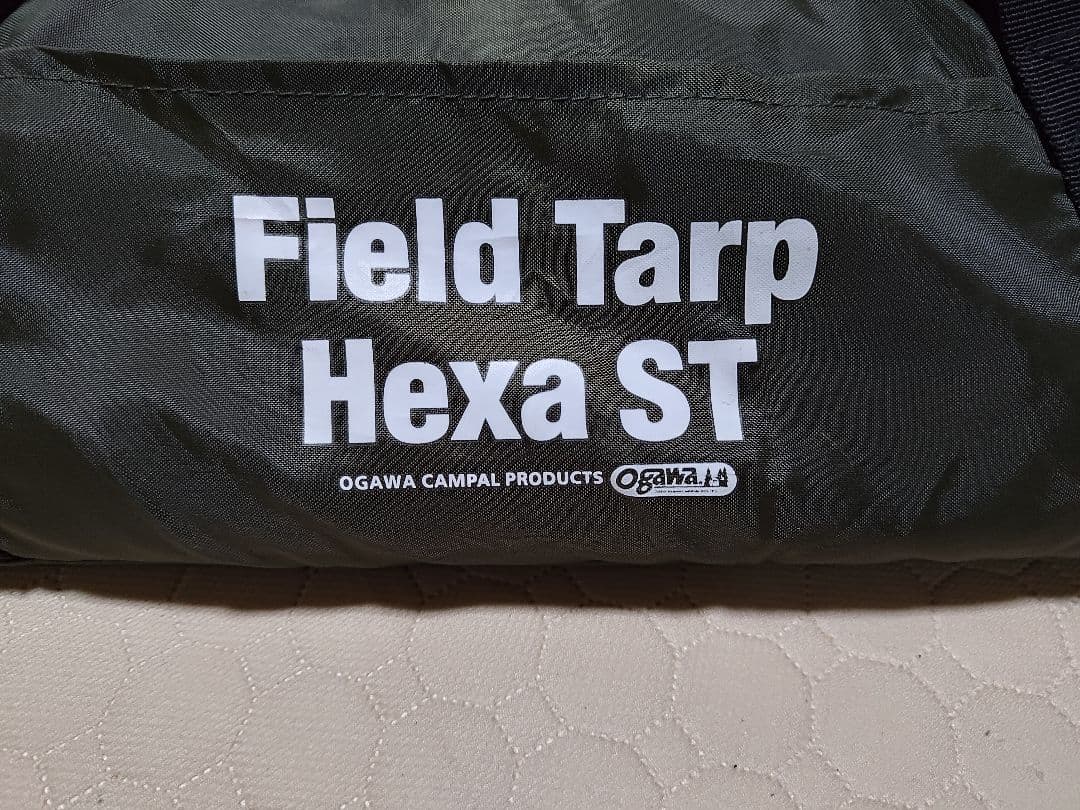 Field Tarp
Hexa ST
OGAWA CAMPAL PRODUCTS Ogawa